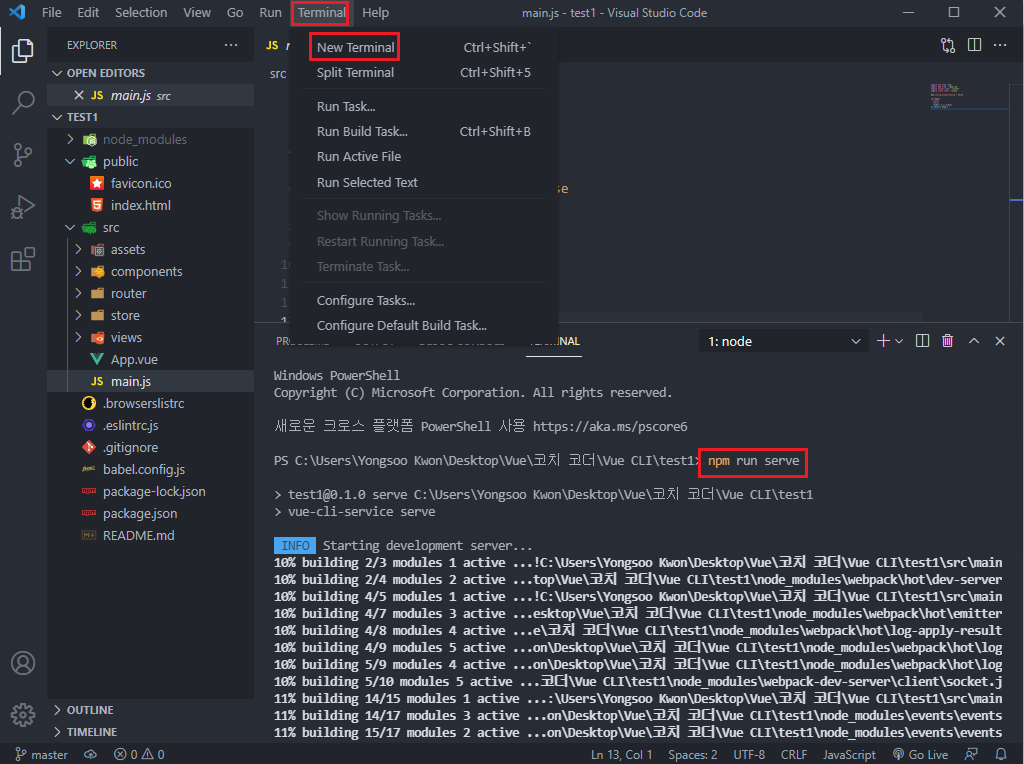 File Edit Selection View Go Run Terminal Help main.js - test1 - Visual Studio Code
EXPLORER
OPEN EDITORS
JS main.js src
TEST1
node_modules
public
favicon.ico
index.html
src
assets
components
router
store
views
App.vue
JS main.js
.browserslistrc
.eslintrc.js
.gitignore
babel.config.js
package-lock.json
package.json
README.md
OUTLINE
TIMELINE
JS
src
New Terminal Ctrl+Shift+`
Split Terminal Ctrl+Shift+5
Run Task...
Run Build Task... Ctrl+Shift+B
Run Active File
Run Selected Text
Show Running Tasks...
Restart Running Task...
Terminate Task...
Configure Tasks...
Configure Default Build Task...
1: node
Windows PowerShell
Copyright (C) Microsoft Corporation. All rights reserved.
새로운 크로스 플랫폼 PowerShell 사용 https://aka.ms/pscore6
PS C:\Users\Yongsoo Kwon\Desktop\Vue\코치 코더\Vue CLI\test1> npm run serve
> test1@0.1.0 serve C:\Users\Yongsoo Kwon\Desktop\Vue\코치 코더\Vue CLI\test1
> vue-cli-service serve
INFO Starting development server...
10% building 2/3 modules 1 active ...!C:\Users\Yongsoo Kwon\Desktop\Vue\코치 코더\Vue CLI\test1\src\main
10% building 2/4 modules 2 active ...top\Vue\코치 코더\Vue CLI\test1\node_modules\webpack\hot\dev-server
10% building 4/5 modules 1 active ...!C:\Users\Yongsoo Kwon\Desktop\Vue\코치 코더\Vue CLI\test1\src\main
10% building 4/7 modules 3 active ...esktop\Vue\코치 코더\Vue CLI\test1\node_modules\webpack\hot\emitter
10% building 4/8 modules 4 active ...e\코치 코더\Vue CLI\test1\node_modules\webpack\hot\log-apply-result
10% building 4/9 modules 5 active ...on\Desktop\Vue\코치 코더\Vue CLI\test1\node_modules\webpack\hot\log
10% building 5/9 modules 4 active ...on\Desktop\Vue\코치 코더\Vue CLI\test1\node_modules\webpack\hot\log
10% building 5/10 modules 5 active ...코더\Vue CLI\test1\node_modules\webpack-dev-server\client\socket.j
11% building 14/15 modules 1 active ...:\Users\Yongsoo Kwon\Desktop\Vue\코치 코더\Vue CLI\test1\src\main
11% building 14/17 modules 3 active ...on\Desktop\Vue\코치 코더\Vue CLI\test1\node_modules\events\events
11% building 15/17 modules 2 active ...on\Desktop\Vue\코치 코더\Vue CLI\test1\node_modules\events\events
master 0 0 Ln 13, Col 1 Spaces: 2 UTF-8 CRLF JavaScript Go Live